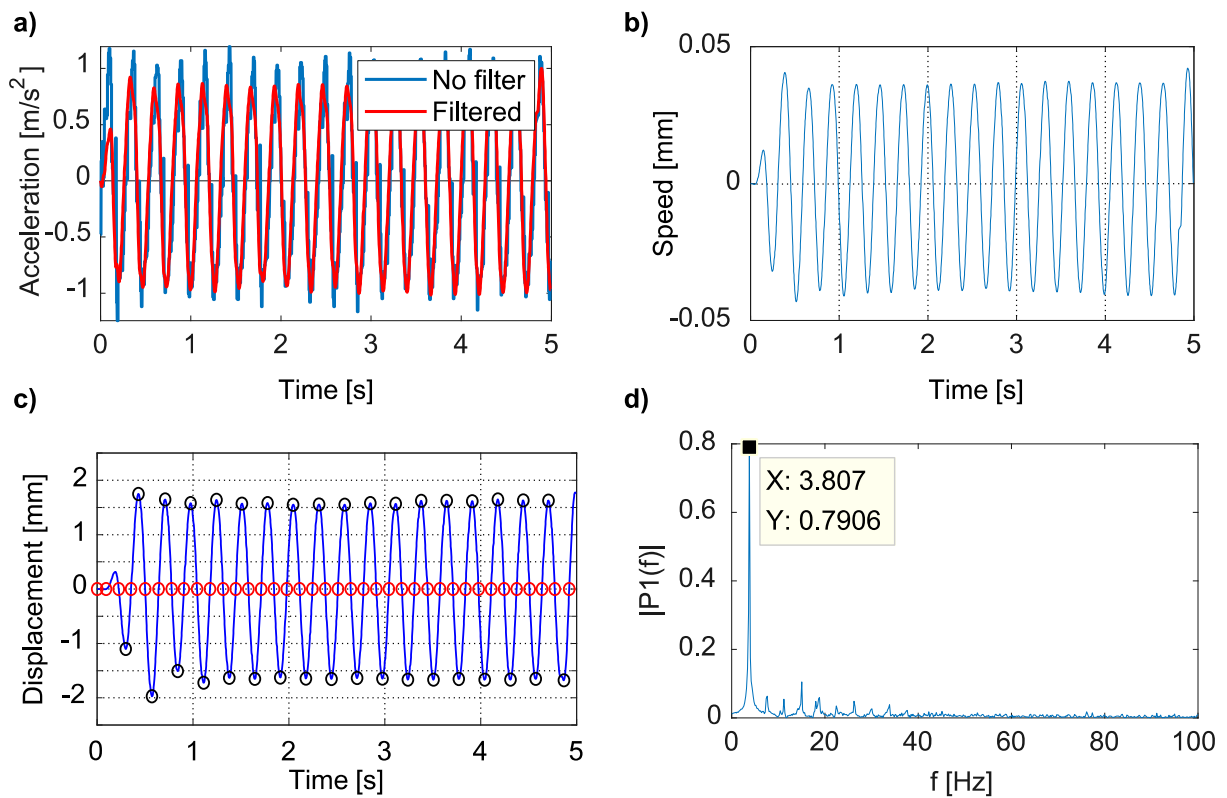 a)
Acceleration [m/s²]
1
0.5
0
-0.5
-1
No filter
Filtered
0 1 2 3 4 5
Time [s]
b)
Speed [mm]
0.05
0
-0.05
0 1 2 3 4 5
Time [s]
c)
Displacement [mm]
2
1
0
-1
-2
0 1 2 3 4 5
Time [s]
d)
|P1(f)|
0.8
0.6
0.4
0.2
0
X: 3.807
Y: 0.7906
0 20 40 60 80 100
f [Hz]